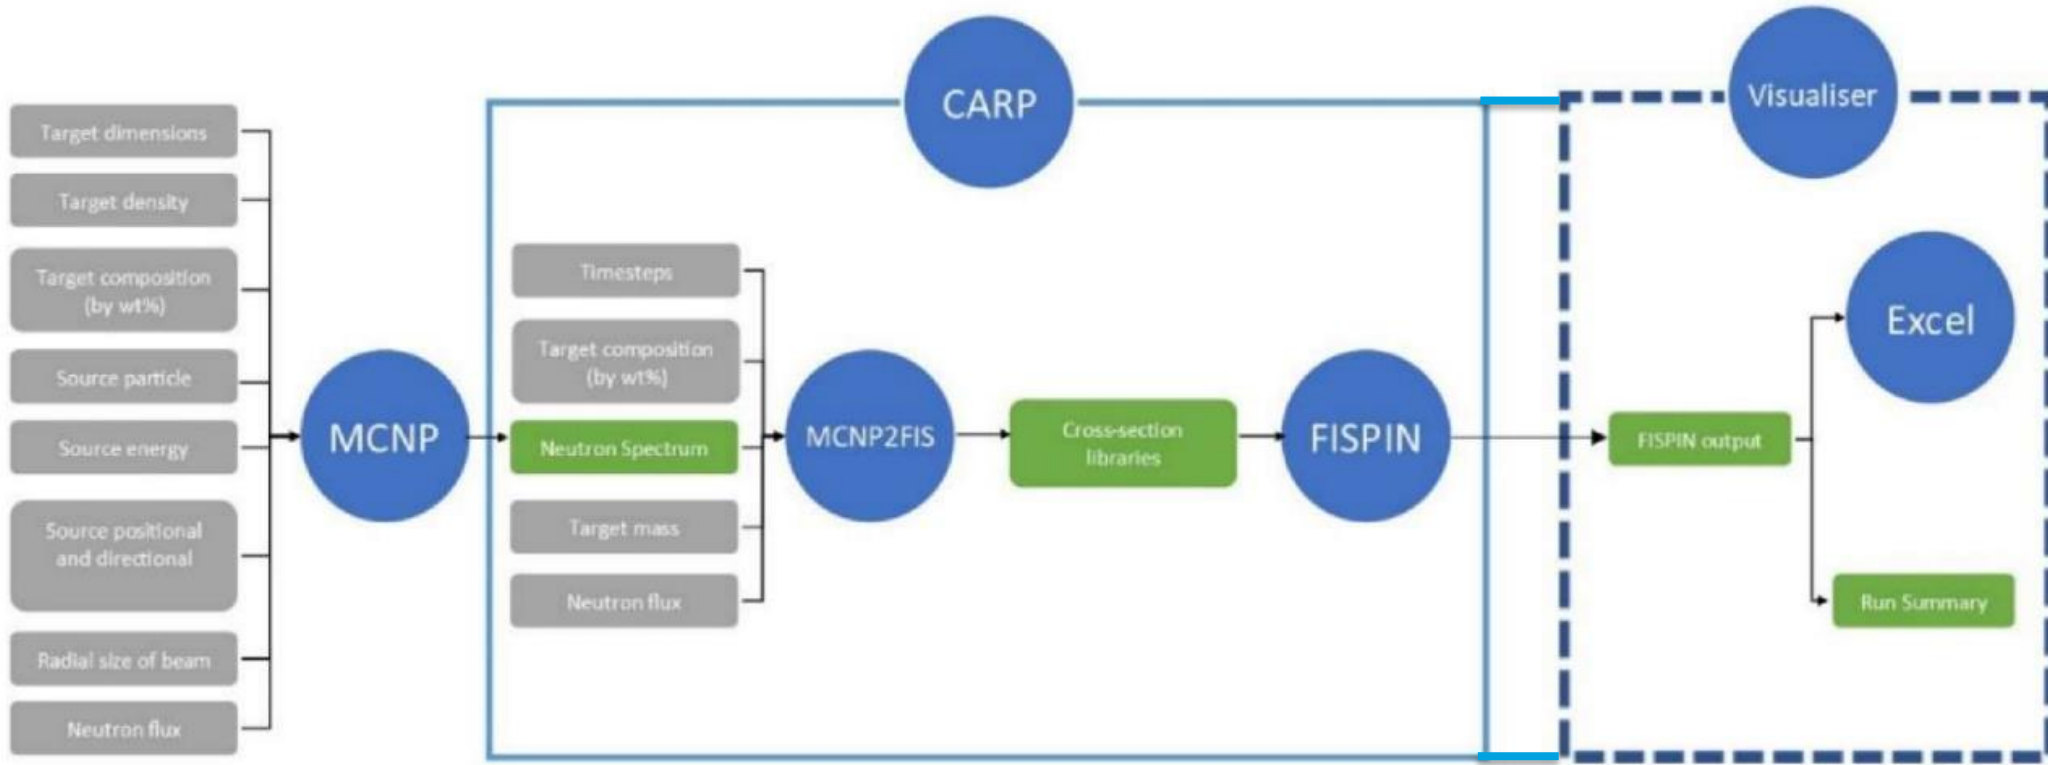 Target dimensions
Target density
Target composition
(by wt%)
Source particle
Source energy
Source positional
and directional
Radial size of beam
Neutron flux
MCNP
CARP
Timesteps
Target composition
(by wt%)
Neutron Spectrum
Target mass
Neutron flux
MCNP2FIS
Cross-section
libraries
FISPIN
Visualiser
FISPIN output
Excel
Run Summary